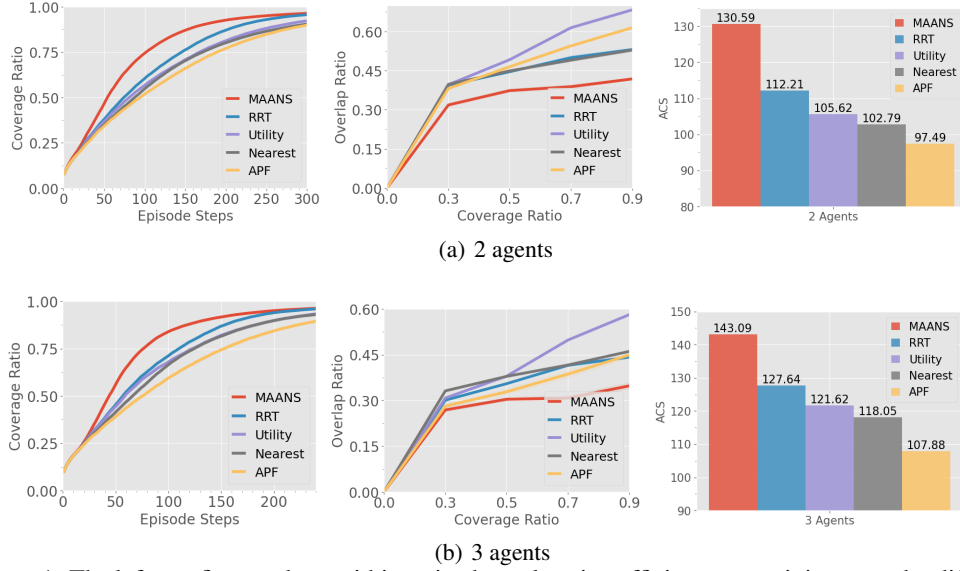 1.00
0.75
0.50
0.25
0.00
Coverage Ratio
0 50 100 150 200 250 300
Episode Steps
MAANS
RRT
Utility
Nearest
APF
0.60
0.45
0.30
0.15
0.00
Overlap Ratio
0.0 0.3 0.5 0.7 0.9
Coverage Ratio
MAANS
RRT
Utility
Nearest
APF
130
120
110
100
90
80
ACS
130.59
112.21
105.62
102.79
97.49
2 Agents
MAANS
RRT
Utility
Nearest
APF
(a) 2 agents
1.00
0.75
0.50
0.25
0.00
Coverage Ratio
0 50 100 150 200
Episode Steps
MAANS
RRT
Utility
Nearest
APF
0.60
0.45
0.30
0.15
0.00
Overlap Ratio
0.0 0.3 0.5 0.7 0.9
Coverage Ratio
MAANS
RRT
Utility
Nearest
APF
150
140
130
120
110
100
90
ACS
143.09
127.64
121.62
118.05
107.88
3 Agents
MAANS
RRT
Utility
Nearest
APF
(b) 3 agents